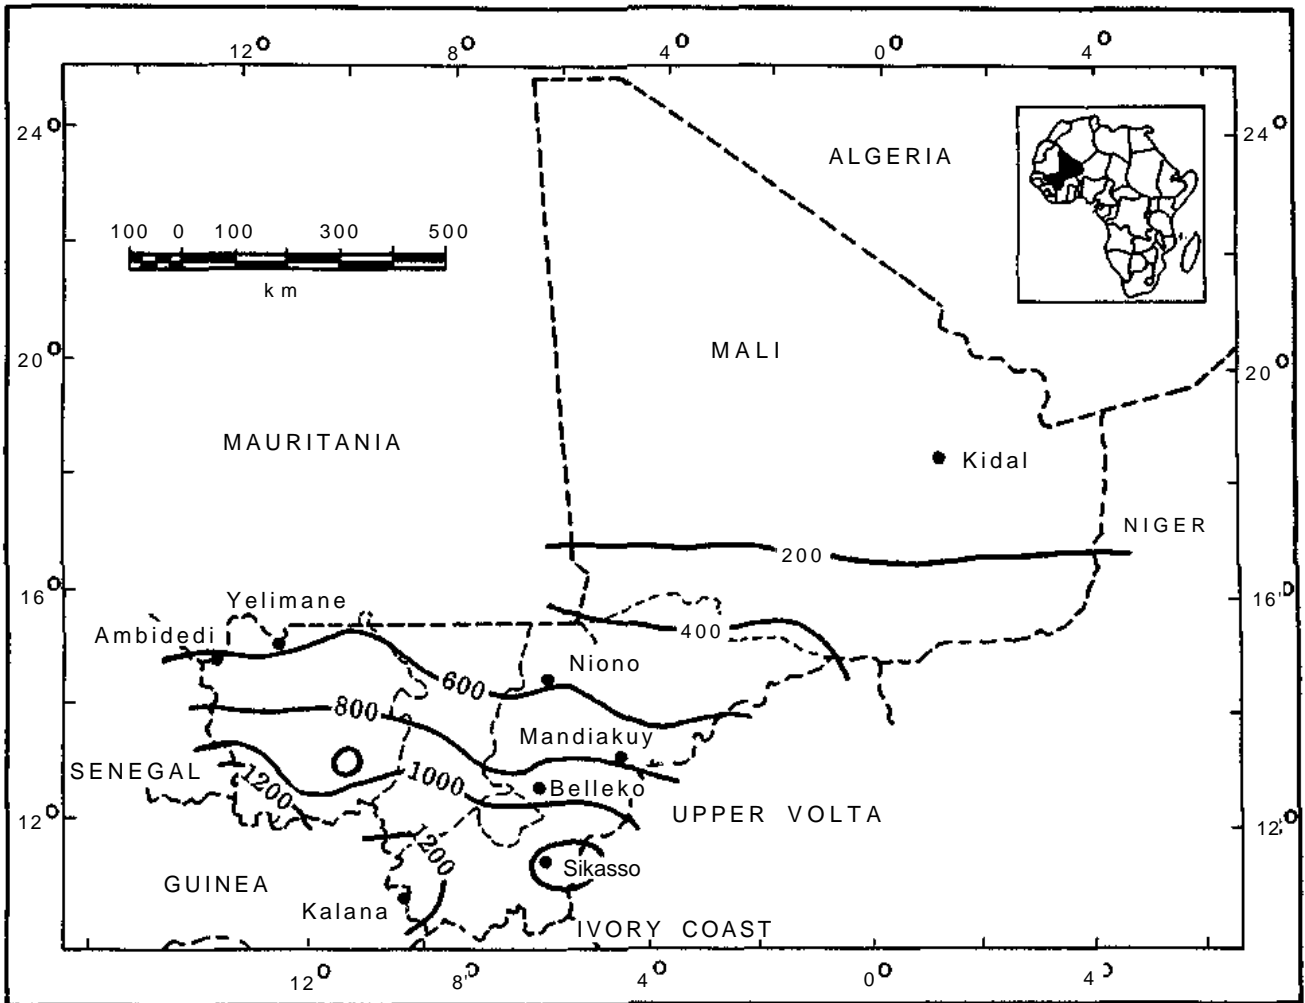 12° 8° 4° 0° 4°
24° 24°
ALGERIA
100 0 100 300 500
km
MALI
20° 20°
MAURITANIA
Kidal
NIGER
200
16° 16°
Yelimane
Ambidedi
400
Niono
600
800
Mandiakuy
SENEGAL
1200
1000
Belleko
UPPER VOLTA
12° 12°
1200
Sikasso
GUINEA
Kalana
IVORY COAST
12° 8° 4° 0° 4°